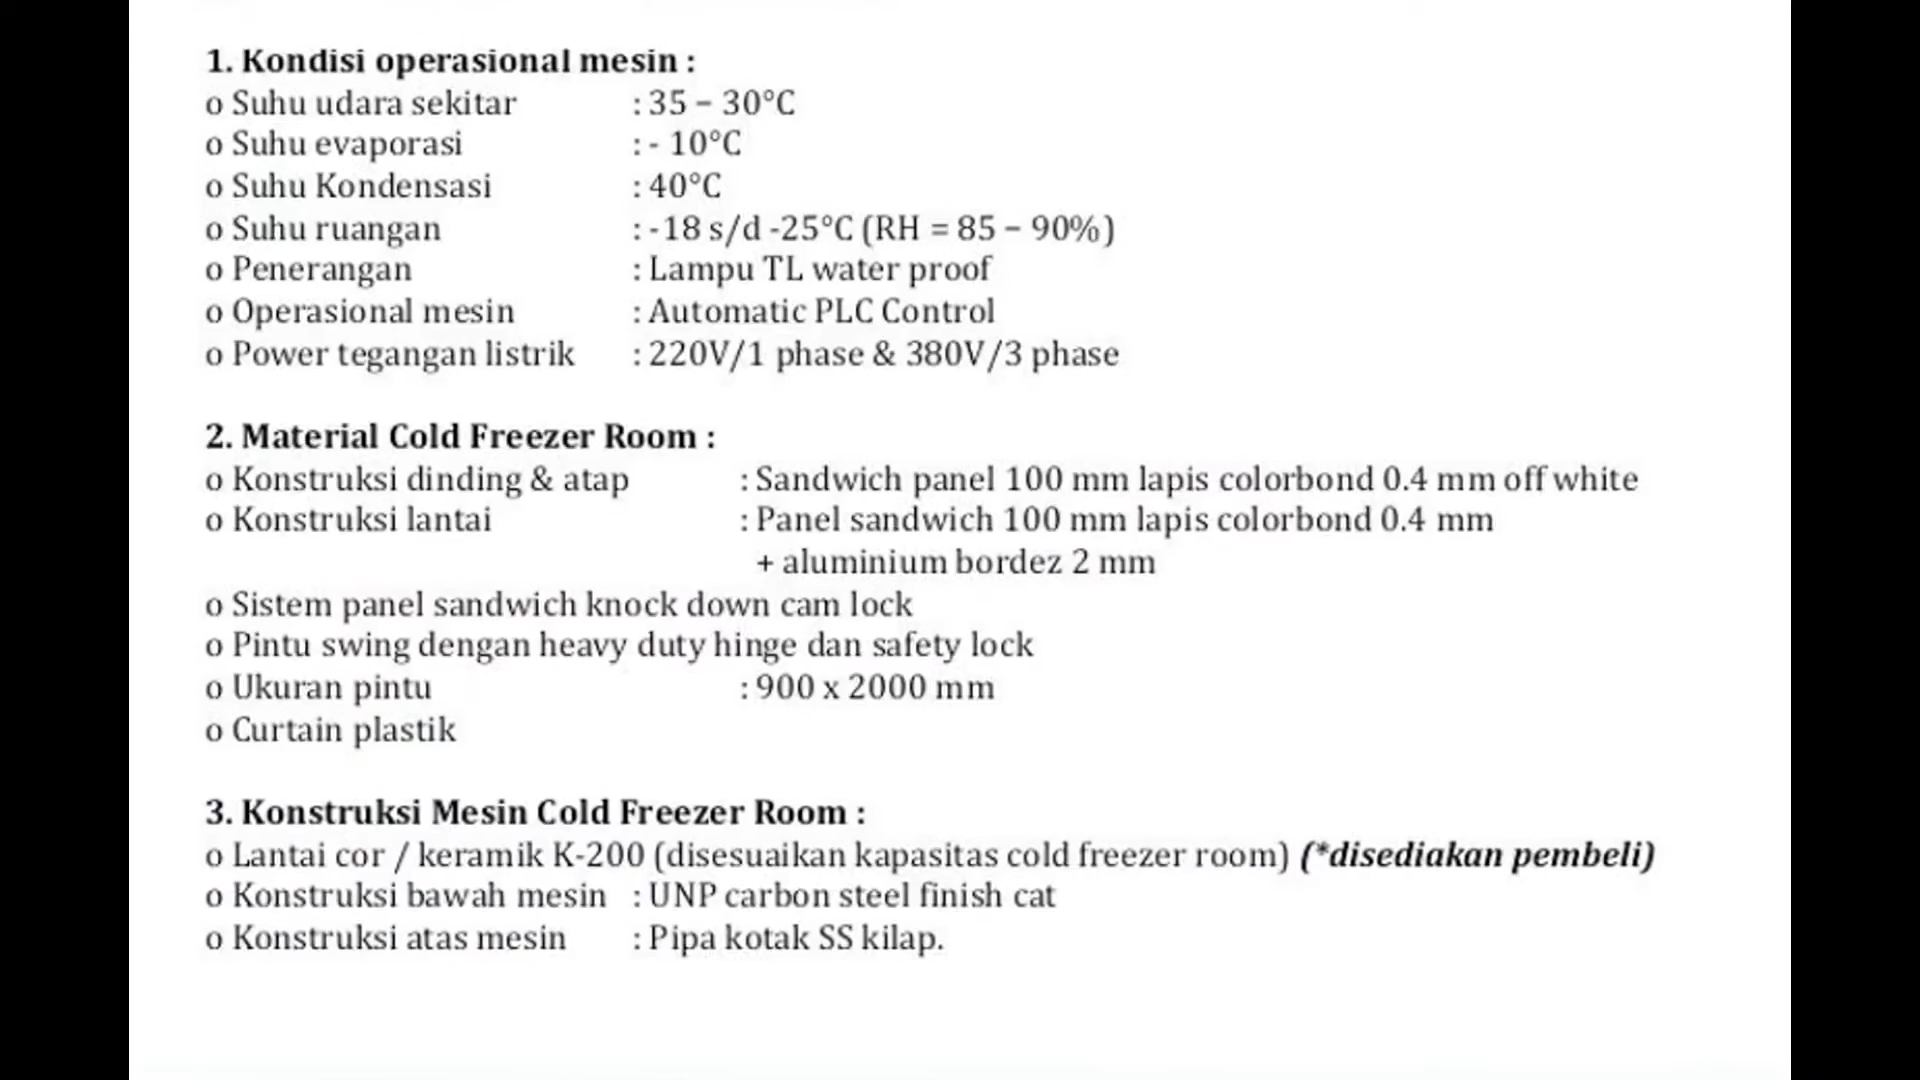 1. Kondisi operasional mesin :
o Suhu udara sekitar : 35 – 30°C
o Suhu evaporasi : - 10°C
o Suhu Kondensasi : 40°C
o Suhu ruangan : -18 s/d -25°C (RH = 85 – 90%)
o Penerangan : Lampu TL water proof
o Operasional mesin : Automatic PLC Control
o Power tegangan listrik : 220V/1 phase & 380V/3 phase
2. Material Cold Freezer Room :
o Konstruksi dinding & atap : Sandwich panel 100 mm lapis colorbond 0.4 mm off white
o Konstruksi lantai : Panel sandwich 100 mm lapis colorbond 0.4 mm
+ aluminium bordez 2 mm
o Sistem panel sandwich knock down cam lock
o Pintu swing dengan heavy duty hinge dan safety lock
o Ukuran pintu : 900 x 2000 mm
o Curtain plastik
3. Konstruksi Mesin Cold Freezer Room :
o Lantai cor / keramik K-200 (disesuaikan kapasitas cold freezer room) (*disediakan pembeli)
o Konstruksi bawah mesin : UNP carbon steel finish cat
o Konstruksi atas mesin : Pipa kotak SS kilap.